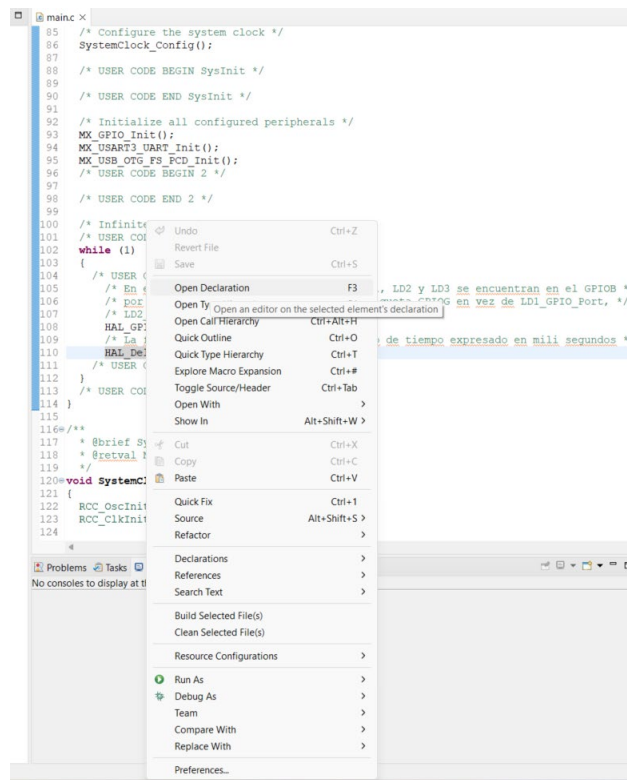 main.c ×
85 /* Configure the system clock */
86 SystemClock_Config();
87
88 /* USER CODE BEGIN SysInit */
89
90 /* USER CODE END SysInit */
91
92 /* Initialize all configured peripherals */
93 MX_GPIO_Init();
94 MX_USART3_UART_Init();
95 MX_USB_OTG_FS_PCD_Init();
96 /* USER CODE BEGIN 2 */
97
98 /* USER CODE END 2 */
99
100 /* Infinite
101 /* USER COD
102 while (1)
103 {
104 /* USER
105 /* En , LD2 y LD3 se encuentran en el GPIOB *
106 /* por GPIOG en vez de LD1_GPIO_Port, */
107 /* LD2
108 HAL_GPI
109 /* La de tiempo expresado en mili segundos *
110 HAL_Del
111 /* USER
112 }
113 /* USER COD
114 }
115
116 /**
117 * @brief Sy
118 * @retval
119 */
120 void SystemCl
121 {
122 RCC_OscInit
123 RCC_ClkInit
124
Undo Ctrl+Z
Revert File
Save Ctrl+S
Open Declaration F3
Open Ty
Open an editor on the selected element's declaration
Open Call Hierarchy Ctrl+Alt+H
Quick Outline Ctrl+O
Quick Type Hierarchy Ctrl+T
Explore Macro Expansion Ctrl+#
Toggle Source/Header Ctrl+Tab
Open With >
Show In Alt+Shift+W >
Cut Ctrl+X
Copy Ctrl+C
Paste Ctrl+V
Quick Fix Ctrl+1
Source Alt+Shift+S >
Refactor >
Declarations >
References >
Search Text >
Build Selected File(s)
Clean Selected File(s)
Resource Configurations >
Run As >
Debug As >
Team >
Compare With >
Replace With >
Preferences...
Problems Tasks
No consoles to display at th